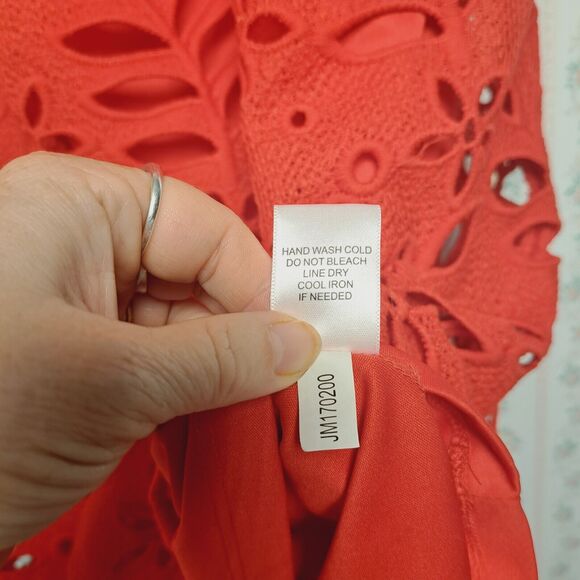 HAND WASH COLD
DO NOT BLEACH
LINE DRY
COOL IRON
IF NEEDED
JM170200